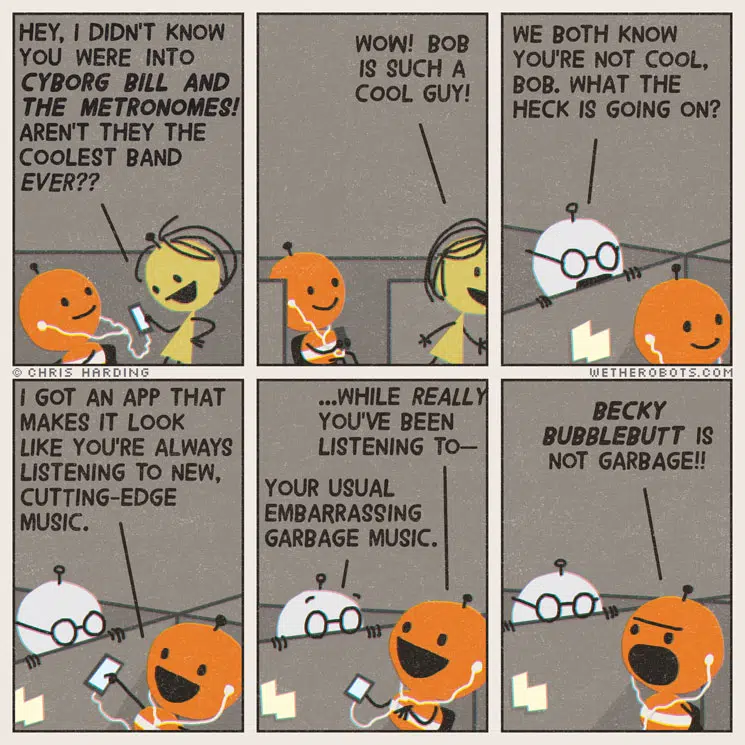 HEY, I DIDN'T KNOW
YOU WERE INTO
CYBORG BILL AND
THE METRONOMES!
AREN'T THEY THE
COOLEST BAND
EVER??
WOW! BOB
IS SUCH A
COOL GUY!
WE BOTH KNOW
YOU'RE NOT COOL,
BOB. WHAT THE
HECK IS GOING ON?
© CHRIS HARDING
WETHEROBOTS.COM
I GOT AN APP THAT
MAKES IT LOOK
LIKE YOU'RE ALWAYS
LISTENING TO NEW,
CUTTING-EDGE
MUSIC.
...WHILE REALLY
YOU'VE BEEN
LISTENING TO—
YOUR USUAL
EMBARRASSING
GARBAGE MUSIC.
BECKY
BUBBLEBUTT IS
NOT GARBAGE!!